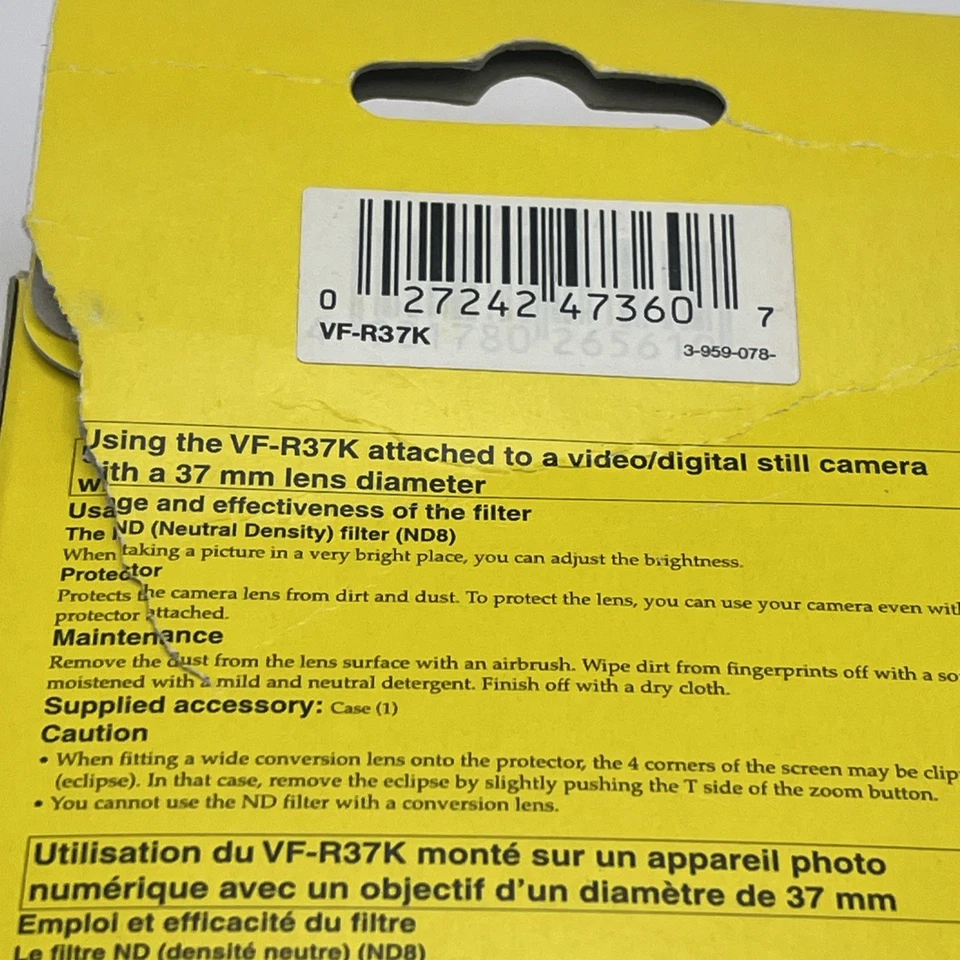 0 27242 47360 7
VF-R37K
3-959-078-
Using the VF-R37K attached to a video/digital still camera
with a 37 mm lens diameter
Usage and effectiveness of the filter
The ND (Neutral Density) filter (ND8)
When taking a picture in a very bright place, you can adjust the brightness.
Protector
Protects the camera lens from dirt and dust. To protect the lens, you can use your camera even with
protector attached.
Maintenance
Remove the dust from the lens surface with an airbrush. Wipe dirt from fingerprints off with a so
moistened with a mild and neutral detergent. Finish off with a dry cloth.
Supplied accessory: Case (1)
Caution
• When fitting a wide conversion lens onto the protector, the 4 corners of the screen may be clip
(eclipse). In that case, remove the eclipse by slightly pushing the T side of the zoom button.
• You cannot use the ND filter with a conversion lens.
Utilisation du VF-R37K monté sur un appareil photo
numérique avec un objectif d'un diamètre de 37 mm
Emploi et efficacité du filtre
Le filtre ND (densité neutre) (ND8)